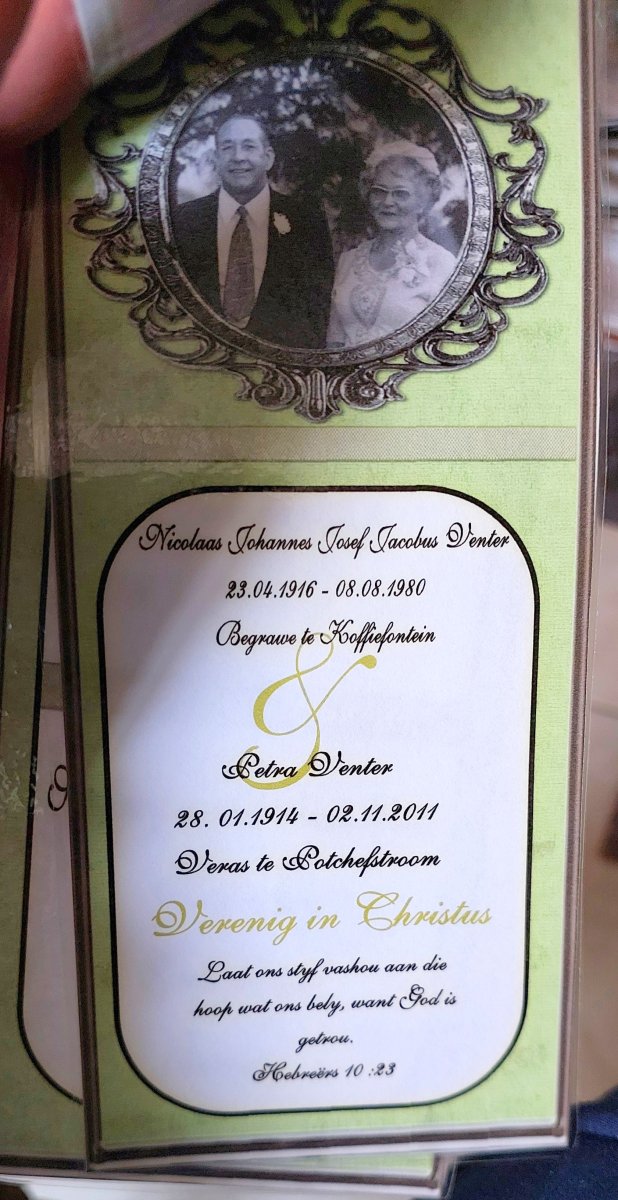 Nicolaas Johannes Josef Jacobus Venter
23.04.1916 - 08.08.1980
Begrawe te Koffiefontein
&
Petra Venter
28. 01.1914 - 02.11.2011
Veras te Potchefstroom
Verenig in Christus
Laat ons styf vashou aan die
hoop wat ons bely, want God is
getrou.
Hebreërs 10 :23